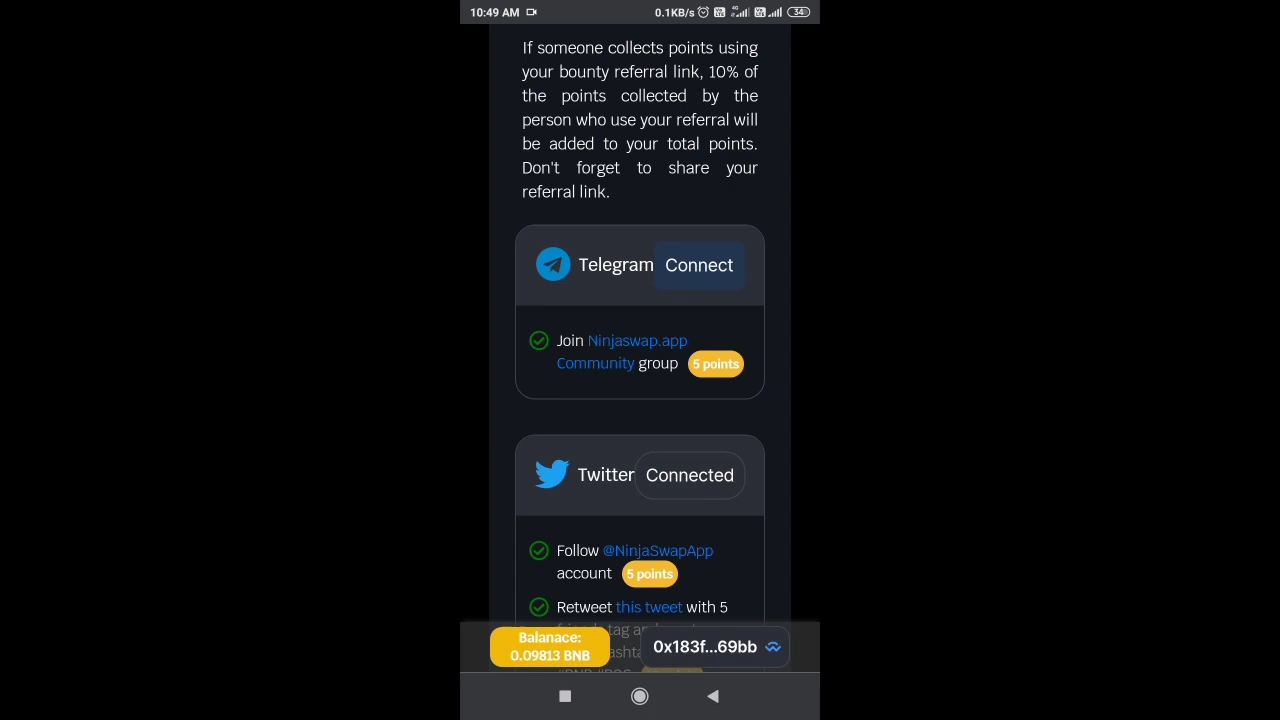 10:49 AM 0.1KB/s 4G 34
If someone collects points using
your bounty referral link, 10% of
the points collected by the
person who use your referral will
be added to your total points.
Don't forget to share your
referral link.
Telegram Connect
Join Ninjaswap.app
Community group 5 points
Twitter Connected
Follow @NinjaSwapApp
account 5 points
Retweet this tweet with 5
tag
Balanace:
0.09813 BNB
0x183f...69bb